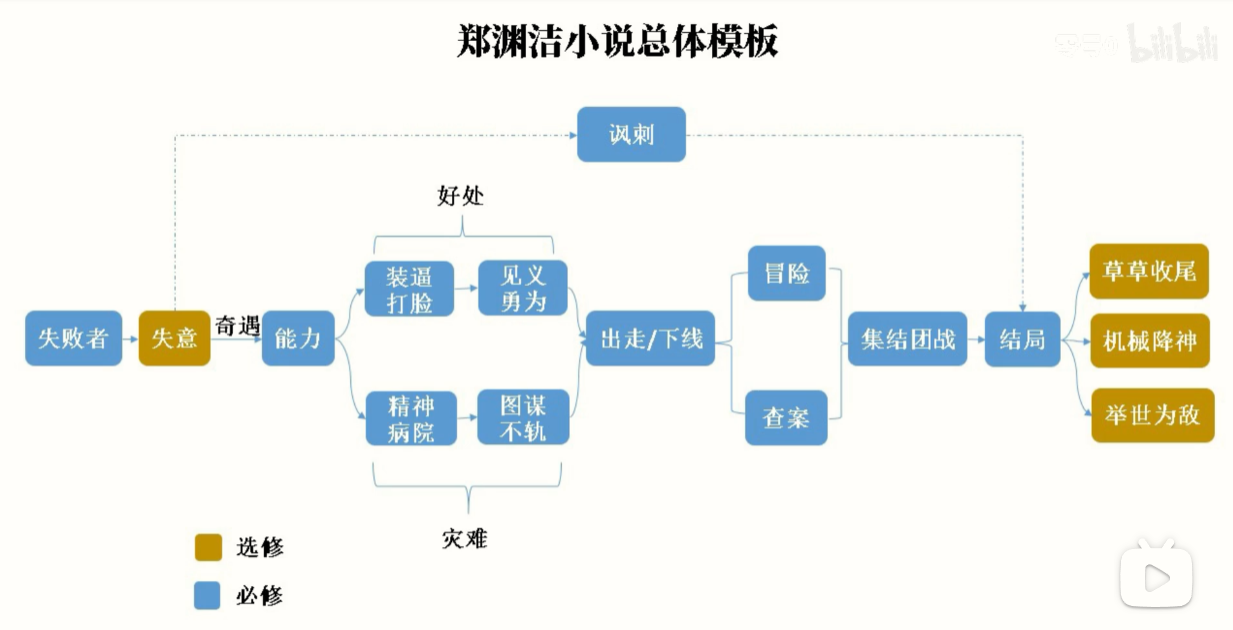 郑渊洁小说总体模板
bilibili
讽刺
好处
装逼
打脸
见义
勇为
冒险
草草收尾
失败者
失意
奇遇
能力
出走/下线
集结团战
结局
机械降神
精神
病院
图谋
不轨
查案
举世为敌
灾难
选修
必修